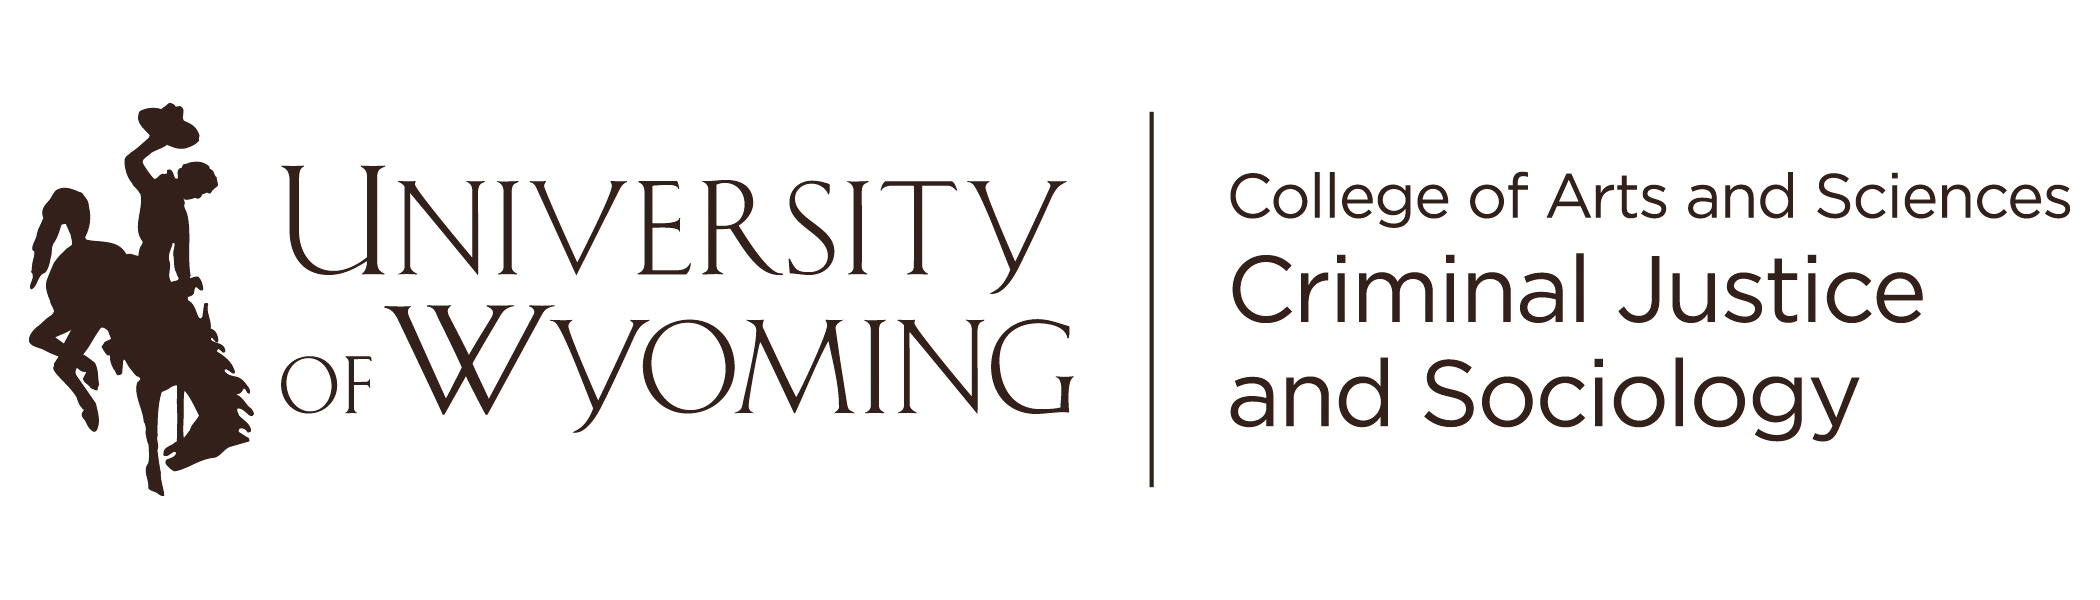 UNIVERSITY
OF WYOMING
College of Arts and Sciences
Criminal Justice
and Sociology